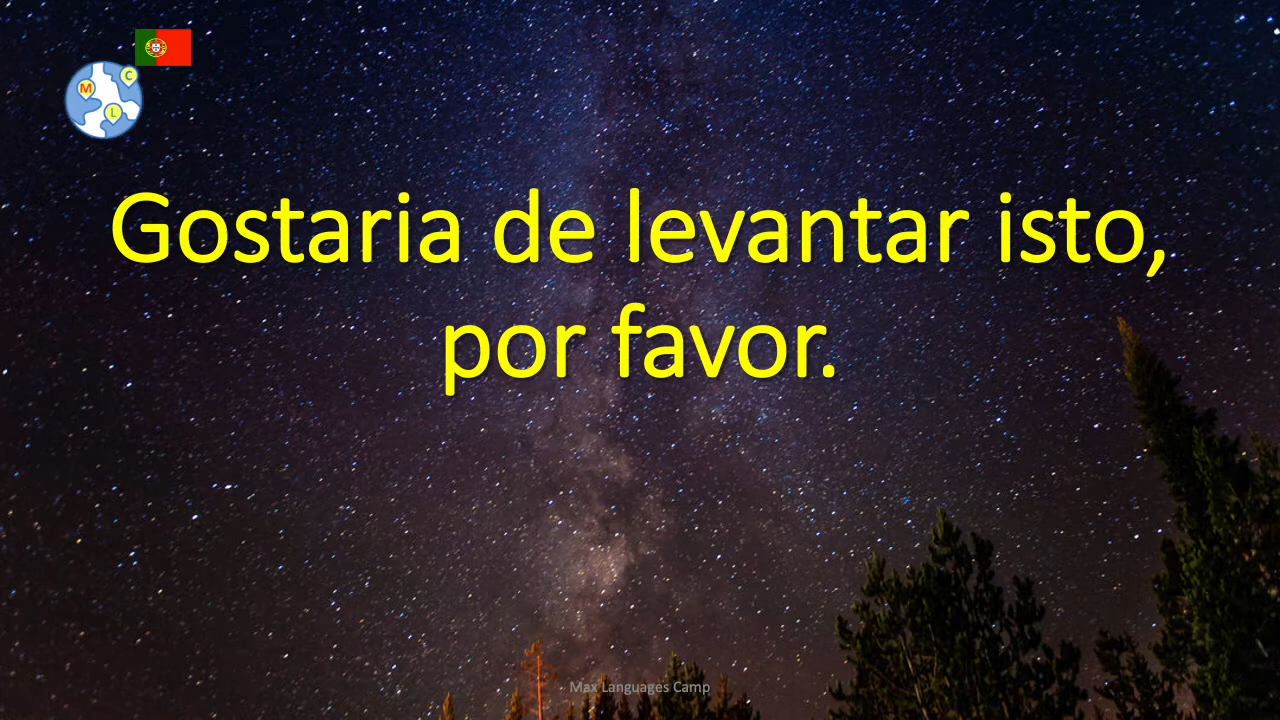 M
C
L
Gostaria de levantar isto,
por favor.
Max Languages Camp